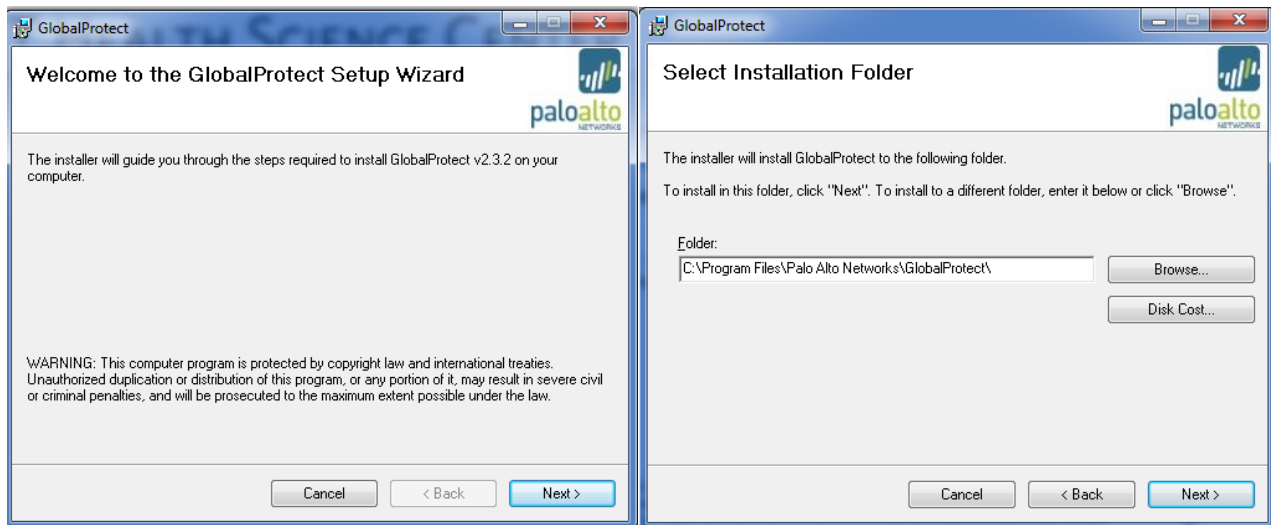 GlobalProtect
HEALTH SCIENCE CENTER
Welcome to the GlobalProtect Setup Wizard
paloalto
NETWORKS
The installer will guide you through the steps required to install GlobalProtect v2.3.2 on your
computer.
WARNING: This computer program is protected by copyright law and international treaties.
Unauthorized duplication or distribution of this program, or any portion of it, may result in severe civil
or criminal penalties, and will be prosecuted to the maximum extent possible under the law.
Cancel
< Back
Next >
GlobalProtect
Select Installation Folder
paloalto
NETWORKS
The installer will install GlobalProtect to the following folder.
To install in this folder, click "Next". To install to a different folder, enter it below or click "Browse".
Folder:
C:\Program Files\Palo Alto Networks\GlobalProtect\
Browse...
Disk Cost...
Cancel
< Back
Next >